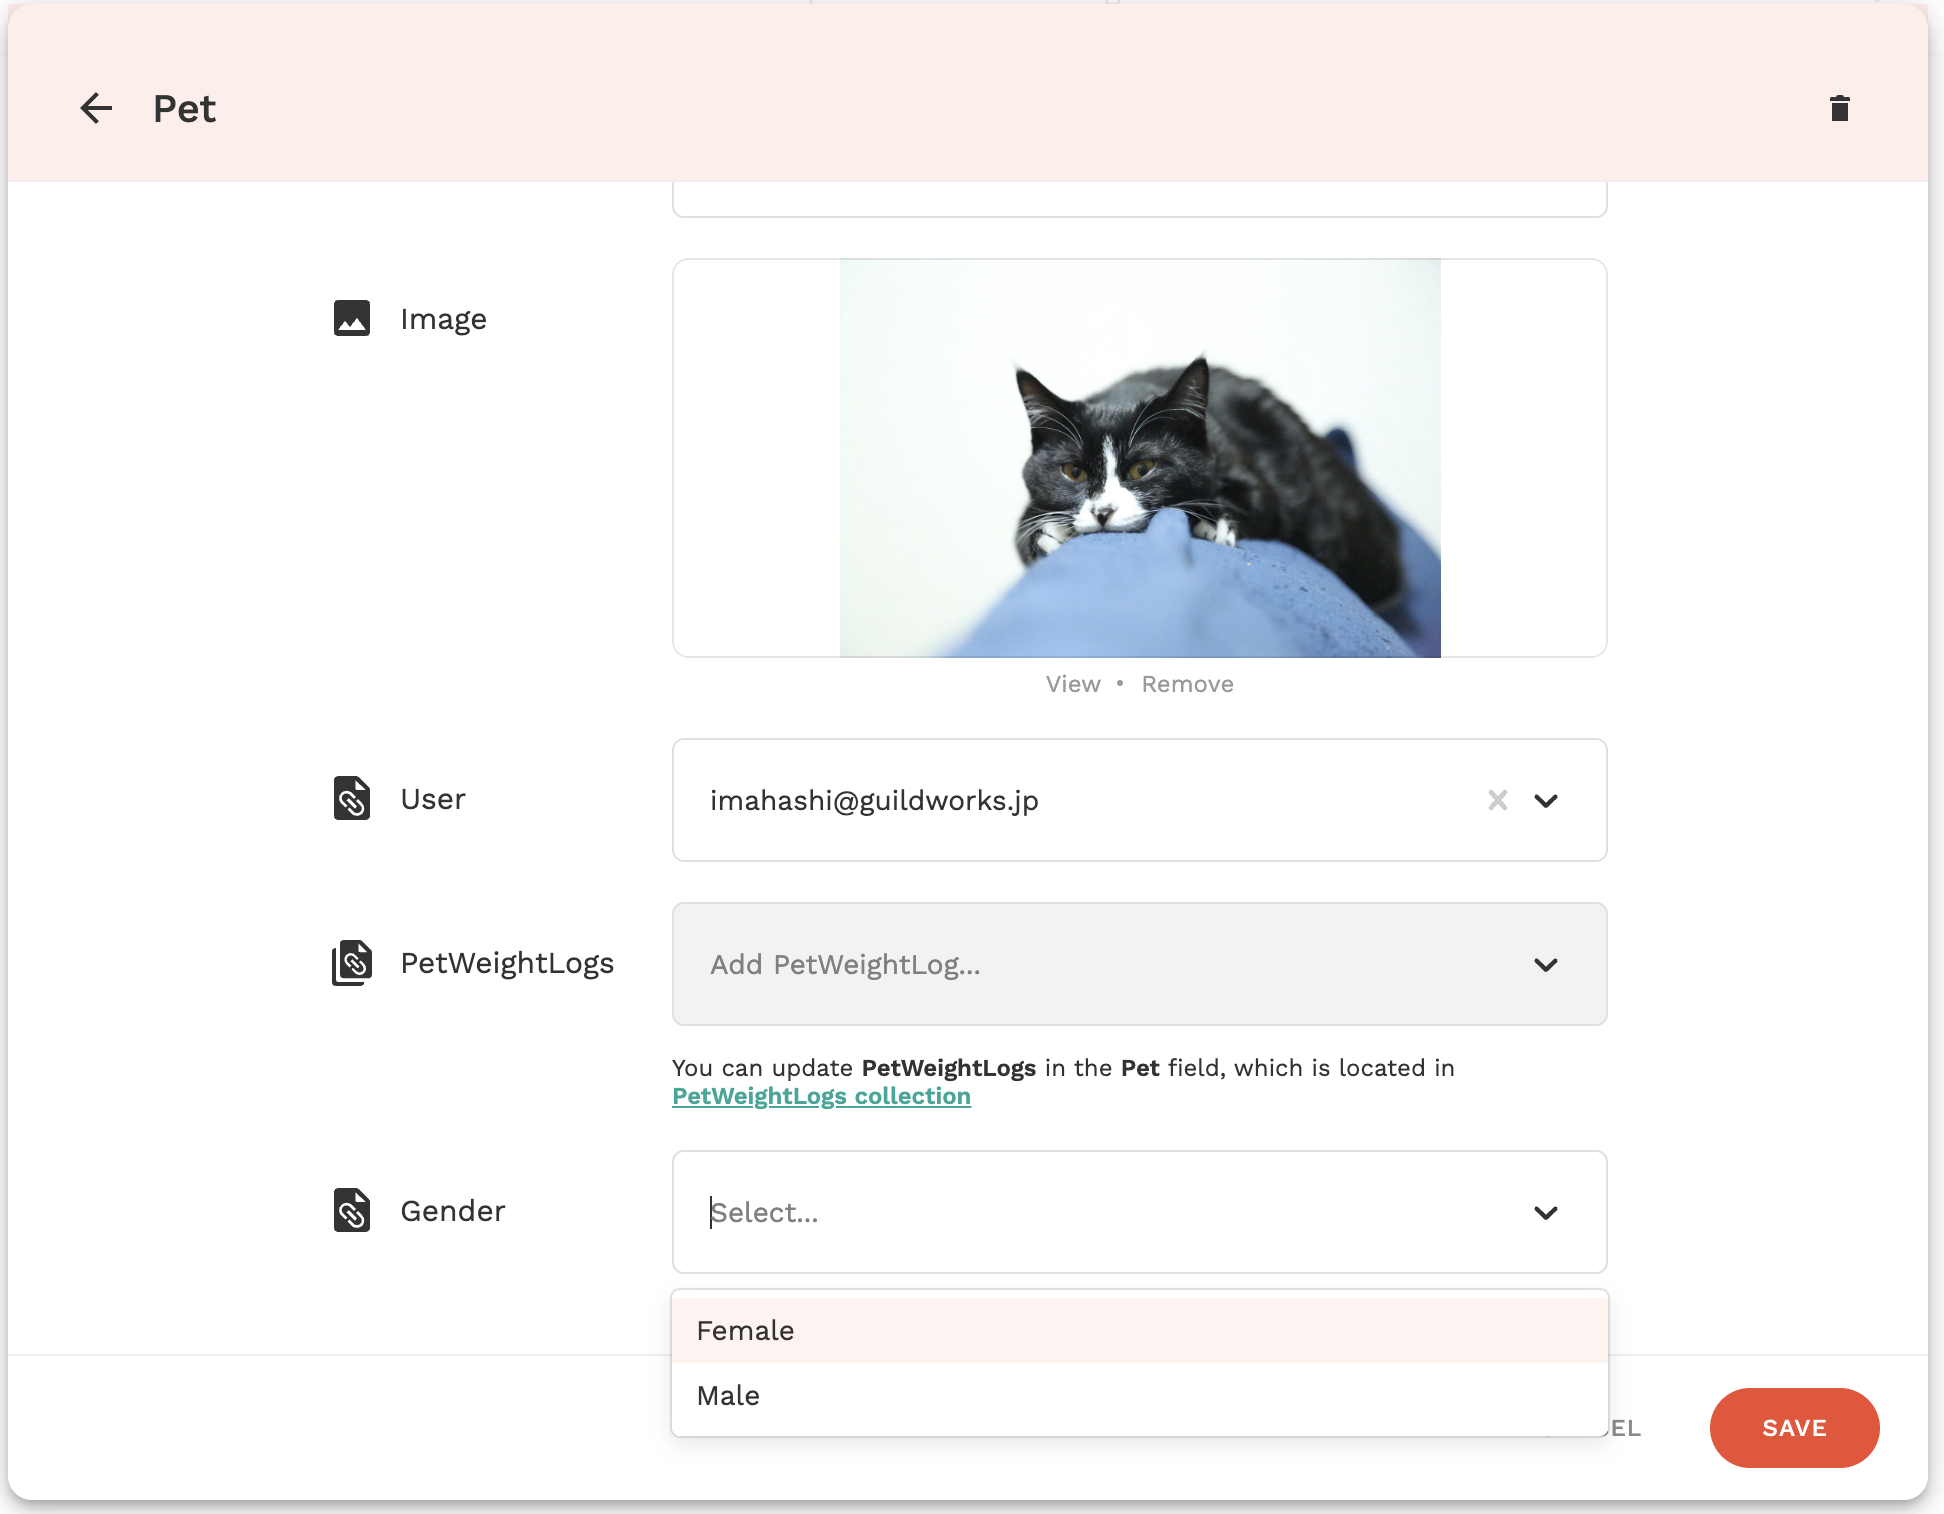 Pet
Image
View • Remove
User
imahashi@guildworks.jp
PetWeightLogs
Add PetWeightLog...
You can update PetWeightLogs in the Pet field, which is located in
PetWeightLogs collection
Gender
Select...
Female
Male
EL
SAVE